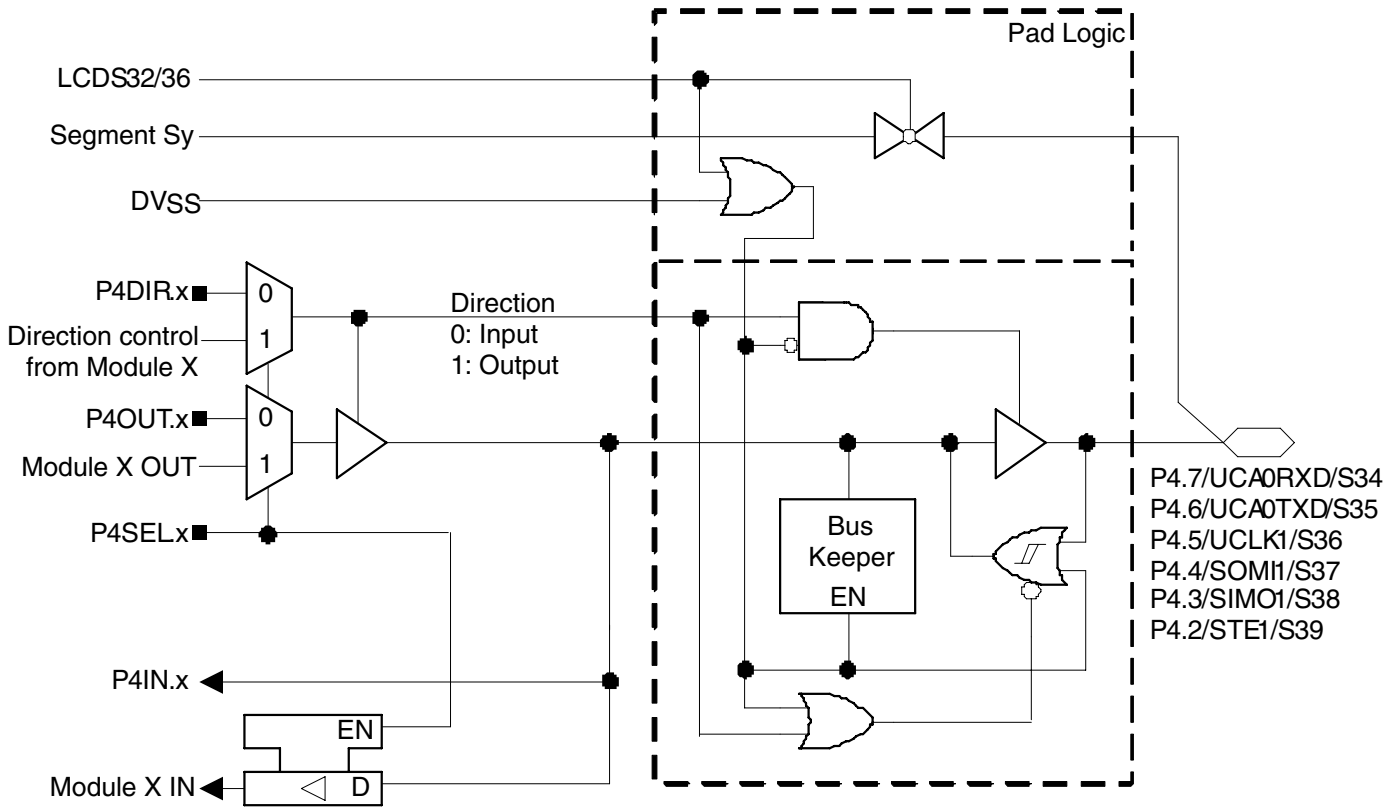 Pad Logic
LCDS32/36
Segment Sy
DVSS
P4DIR.x
0
Direction control
from Module X
1
Direction
0: Input
1: Output
P4OUT.x
0
Module X OUT
1
P4SEL.x
Bus
Keeper
EN
P4.7/UCA0RXD/S34
P4.6/UCA0TXD/S35
P4.5/UCLK1/S36
P4.4/SOMI1/S37
P4.3/SIMO1/S38
P4.2/STE1/S39
P4IN.x
EN
Module X IN
D